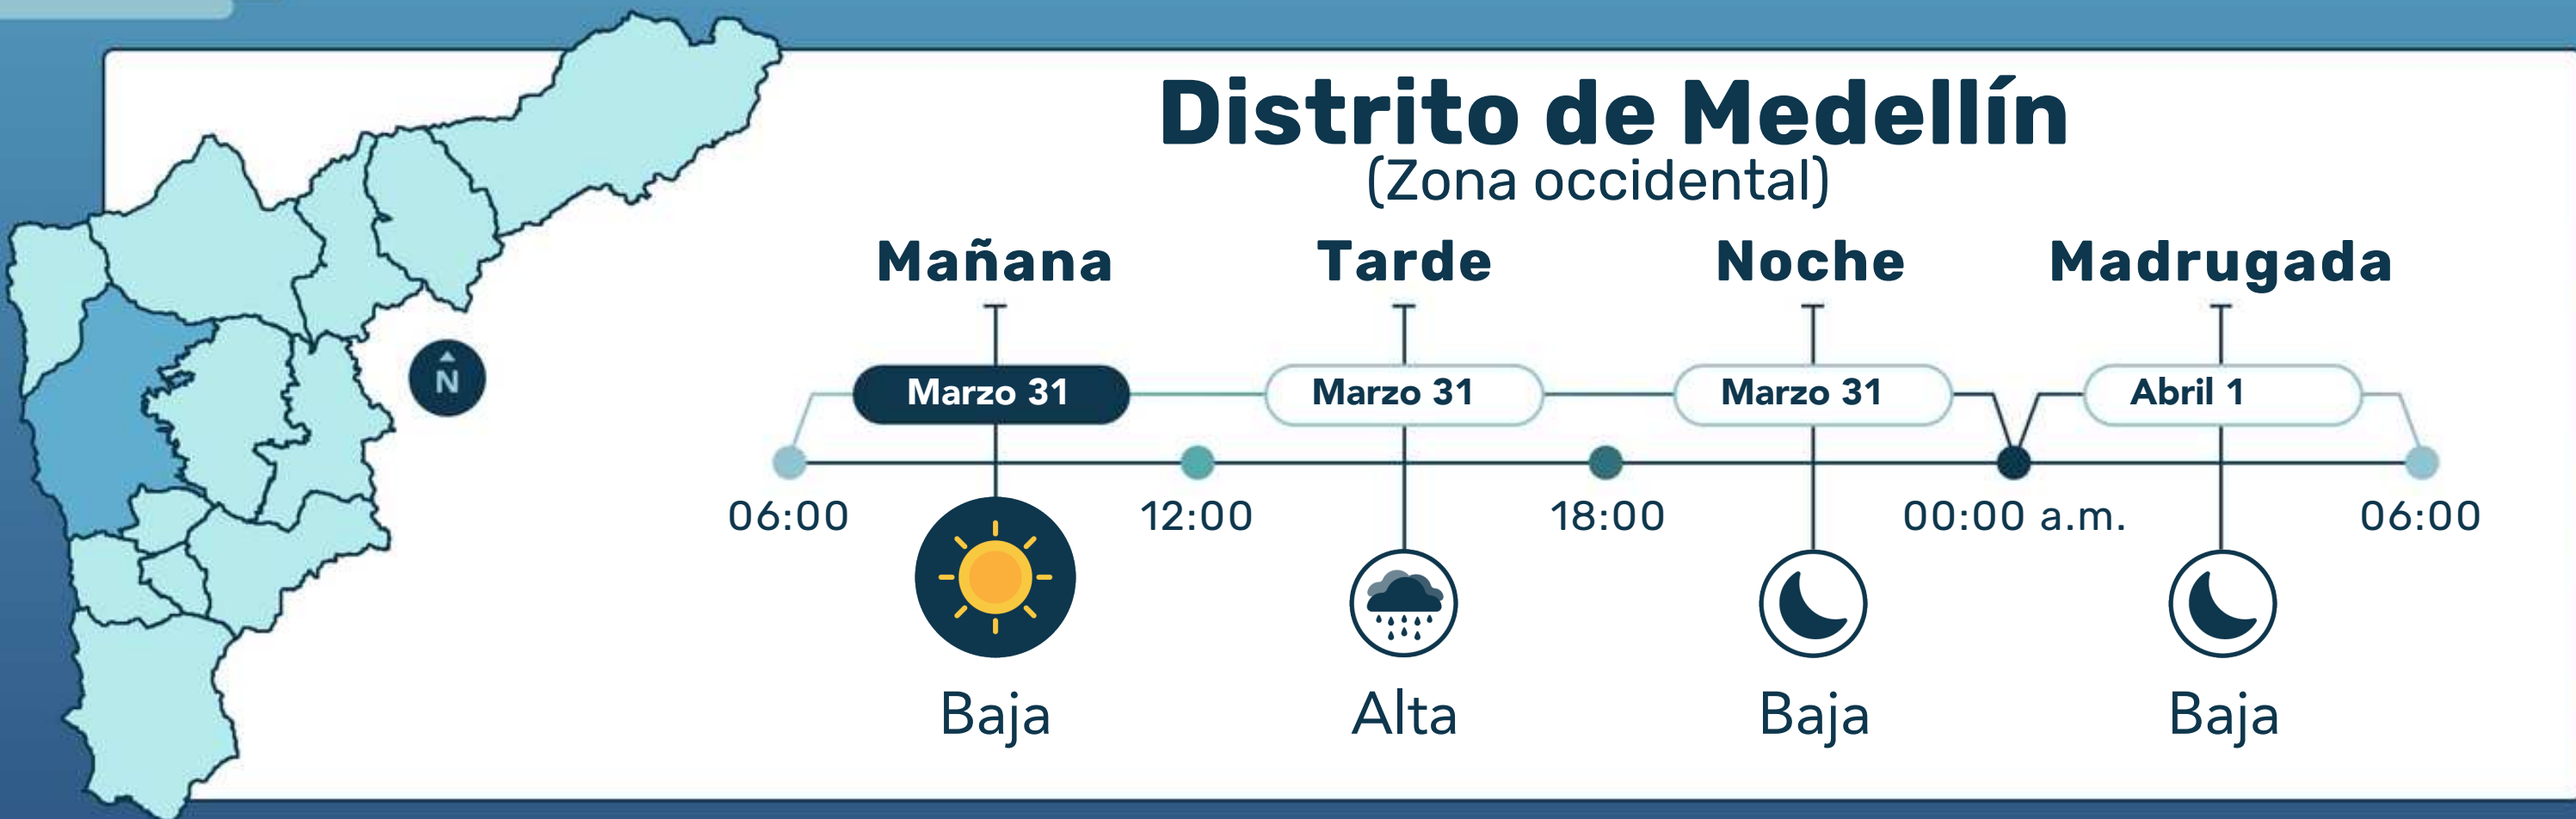 Distrito de Medellín
(Zona occidental)
Mañana Tarde Noche Madrugada
Marzo 31 Marzo 31 Marzo 31 Abril 1
N
06:00 12:00 18:00 00:00 a.m. 06:00
Baja Alta Baja Baja